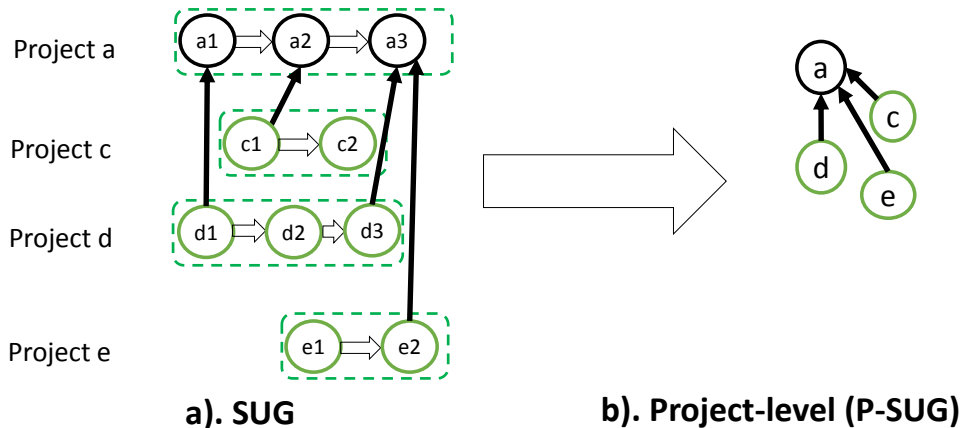 Project a
a1
a2
a3
a
Project c
c1
c2
c
Project d
d1
d2
d3
d
e
Project e
e1
e2
a). SUG
b). Project-level (P-SUG)